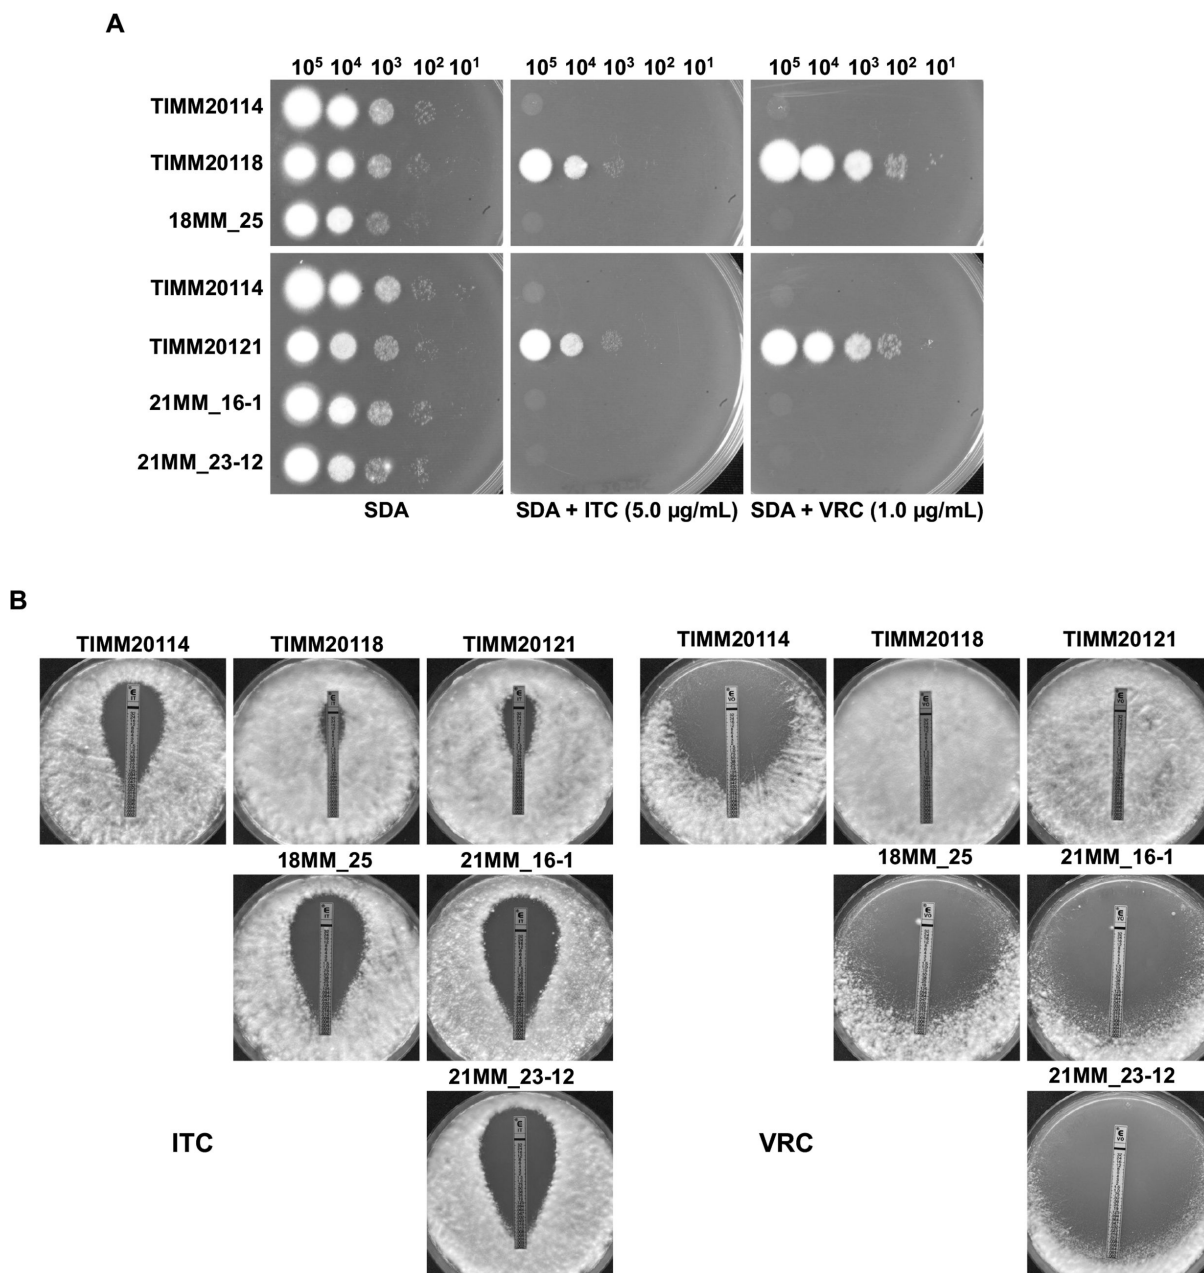 A
10⁵ 10⁴ 10³ 10² 10¹ 10⁵ 10⁴ 10³ 10² 10¹ 10⁵ 10⁴ 10³ 10² 10¹
TIMM20114
TIMM20118
18MM_25
TIMM20114
TIMM20121
21MM_16-1
21MM_23-12
SDA SDA + ITC (5.0 µg/mL) SDA + VRC (1.0 µg/mL)
B
TIMM20114 TIMM20118 TIMM20121 TIMM20114 TIMM20118 TIMM20121
18MM_25 21MM_16-1 18MM_25 21MM_16-1
21MM_23-12 21MM_23-12
ITC VRC